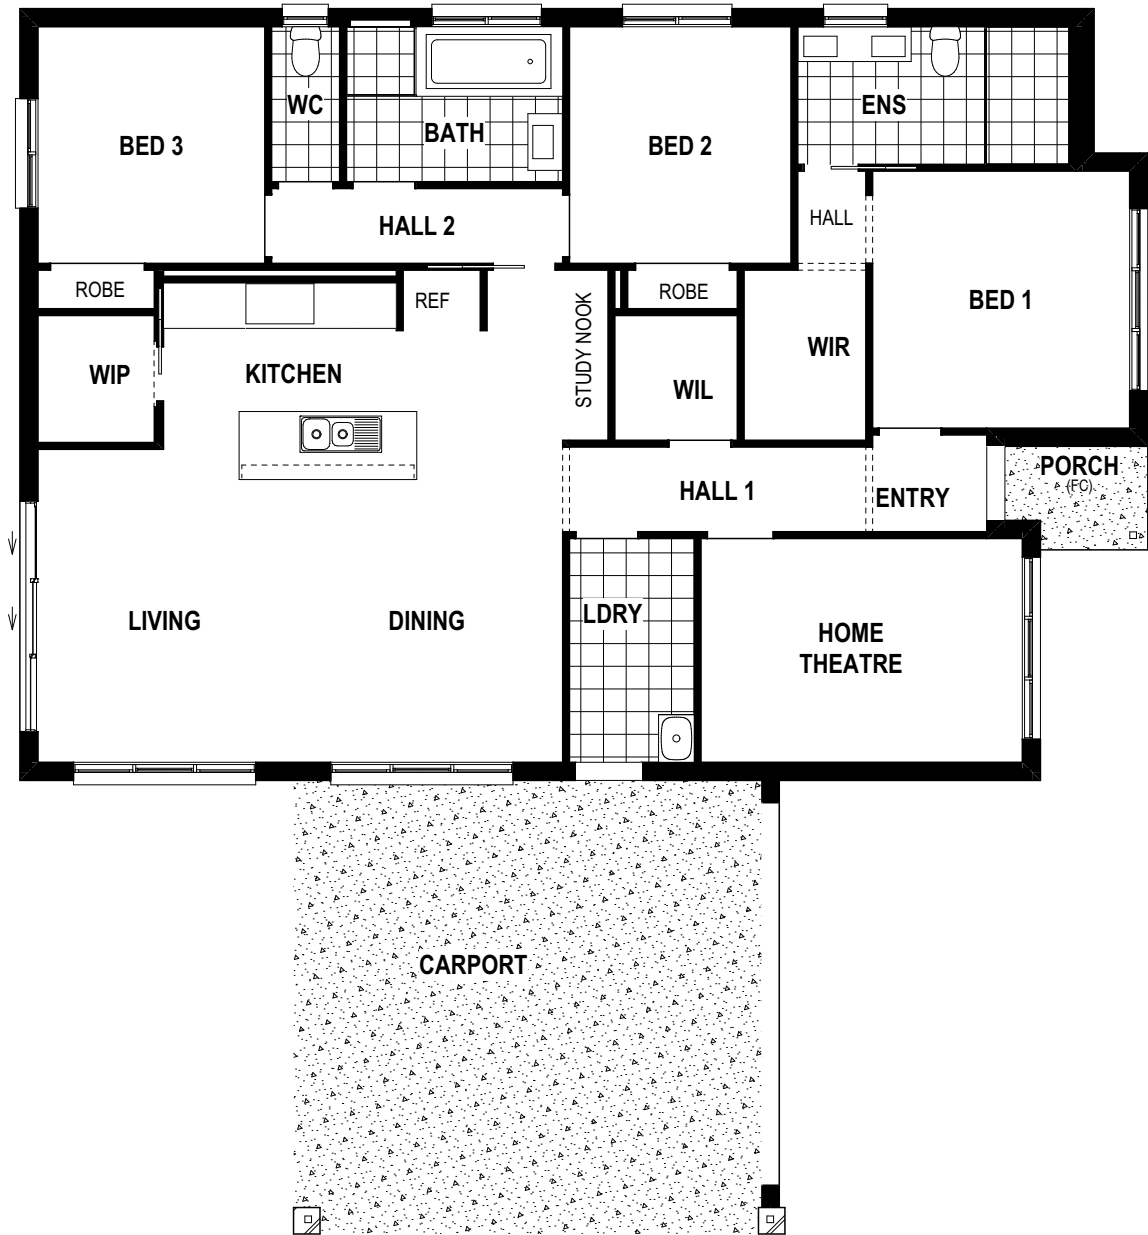 WC
ENS
BATH
BED 3
BED 2
HALL
HALL 2
ROBE
REF
ROBE
BED 1
STUDY NOOK
WIR
WIP
KITCHEN
WIL
PORCH
(FC)
HALL 1
ENTRY
LIVING
DINING
LDRY
HOME
THEATRE
CARPORT